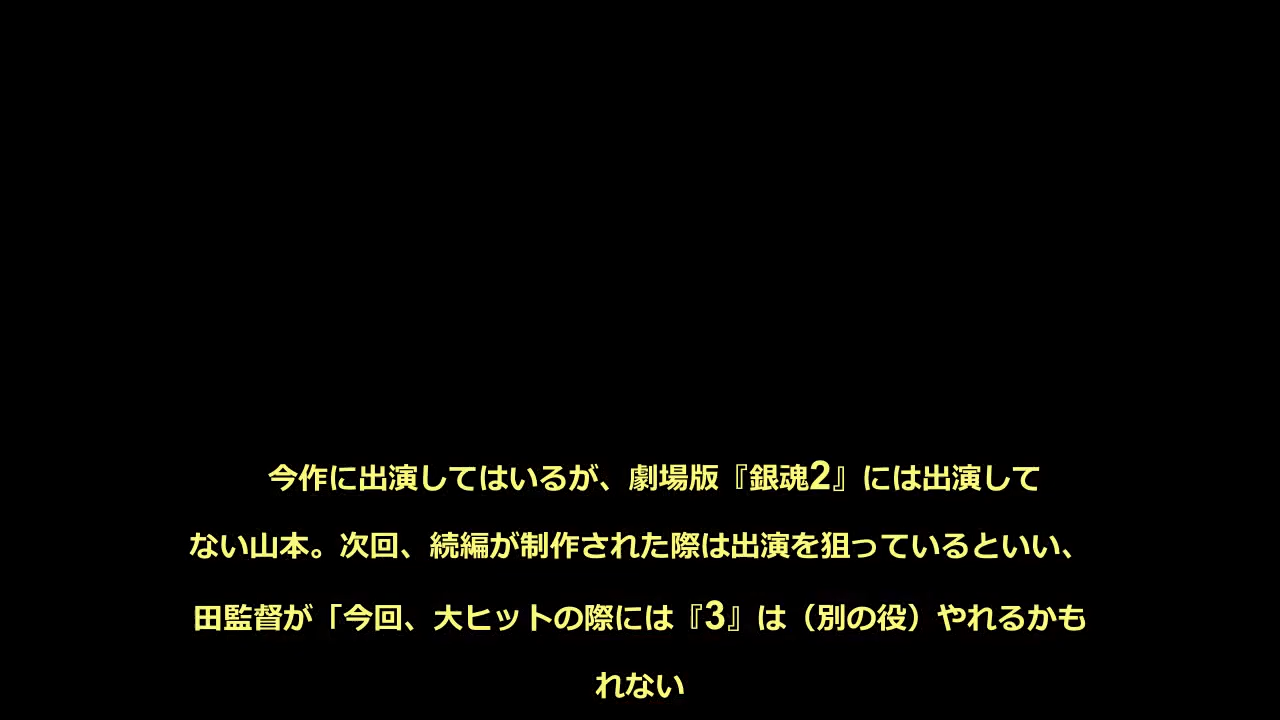 今作に出演してはいるが、劇場版『銀魂2』には出演して
ない山本。次回、続編が制作された際は出演を狙っているといい、
田監督が「今回、大ヒットの際には『3』は（別の役）やれるかも
れない